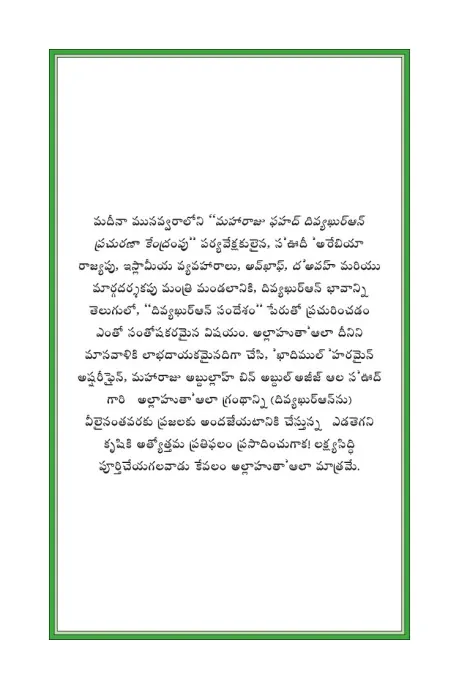 మదీనా మునవ్వరాలోని “మహారాజు ఫహద్ దివ్యఖుర్ఆన్
ప్రచురణా కేంద్రంపు” పర్యవేక్షకులైన, స'ఊదీ 'అరేబియా
రాజ్యపు, ఇస్లామీయ వ్యవహారాలు, అవ్ఖాఫ్, ద'అవహ్ మరియు
మార్గదర్శకపు మంత్రి మండలానికి, దివ్యఖుర్ఆన్ భావాన్ని
తెలుగులో, “దివ్యఖుర్ఆన్ సందేశం” పేరుతో ప్రచురించడం
ఎంతో సంతోషకరమైన విషయం. అల్లాహుతా'ఆలా దీనిని
మానవాళికి లాభదాయకమైనదిగా చేసి, 'ఖాదిముల్ 'హరమైన్
అష్షరీఫైన్, మహారాజు అబ్దుల్లాహ్ బిన్ అబ్దుల్ అజీజ్ ఆల స'ఊద్
గారి అల్లాహుతా'ఆలా గ్రంథాన్ని (దివ్యఖుర్ఆన్ను)
వీలైనంతవరకు ప్రజలకు అందజేయటానికి చేస్తున్న ఎడతెగని
కృషికి అత్యోత్తమ ప్రతిఫలం ప్రసాదించుగాక! లక్ష్యసిద్ధి
పూర్తిచేయగలవాడు కేవలం అల్లాహుతా'ఆలా మాత్రమే.